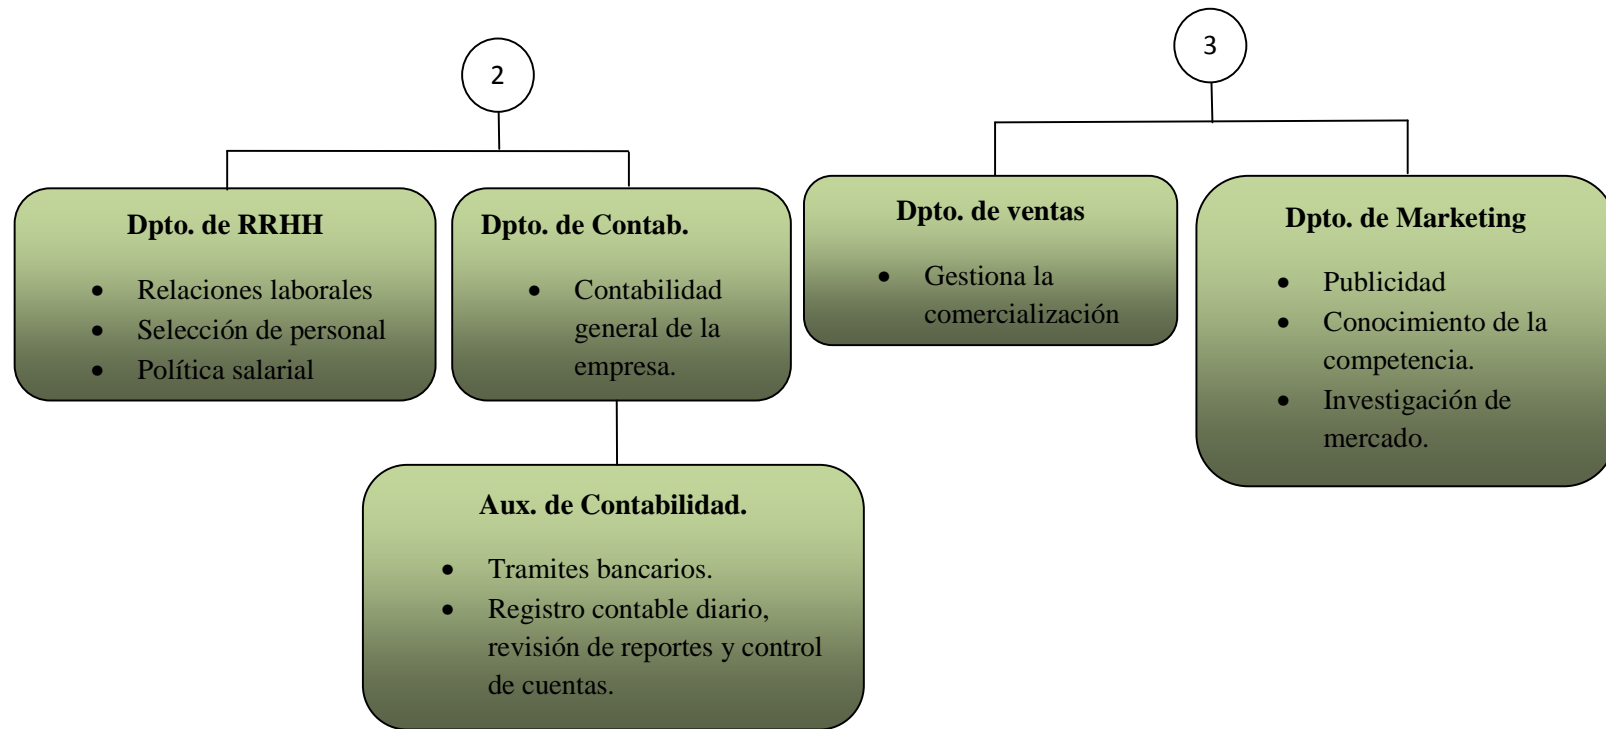 2
Dpto. de RRHH
• Relaciones laborales
• Selección de personal
• Política salarial
Dpto. de Contab.
• Contabilidad
general de la
empresa.
Aux. de Contabilidad.
• Tramites bancarios.
• Registro contable diario,
revisión de reportes y control
de cuentas.
3
Dpto. de ventas
• Gestiona la
comercialización
Dpto. de Marketing
• Publicidad
• Conocimiento de la
competencia.
• Investigación de
mercado.